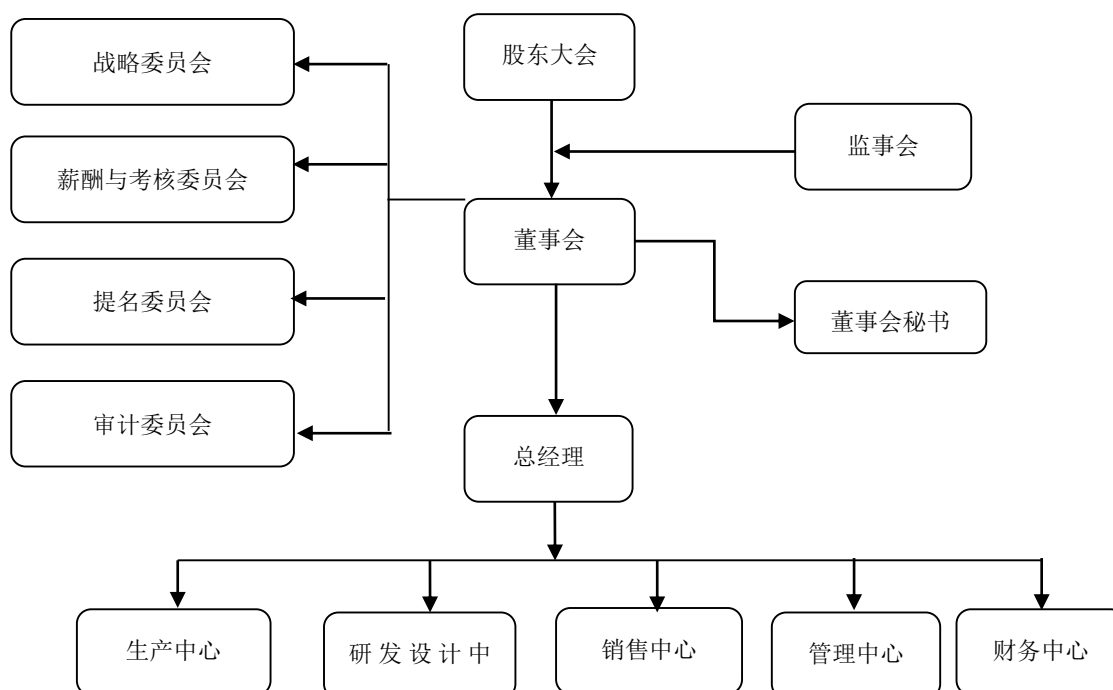 战略委员会
股东大会
监事会
薪酬与考核委员会
董事会
提名委员会
董事会秘书
审计委员会
总经理
生产中心
研发设计中
销售中心
管理中心
财务中心